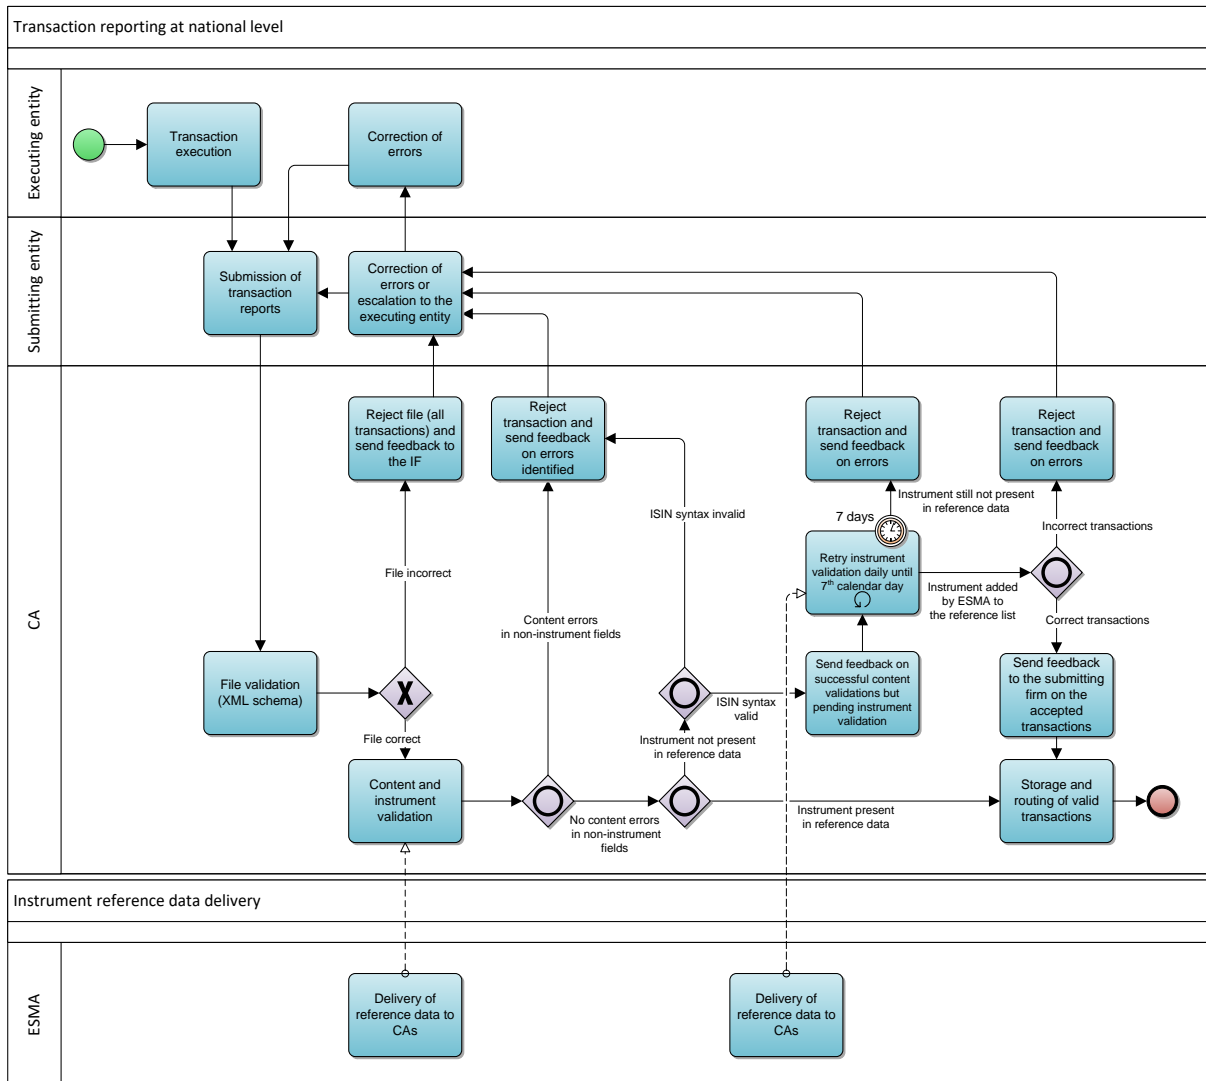 Transaction reporting at national level
Executing entity
Transaction
execution
Correction of
errors
Submitting entity
Submission of
transaction
reports
Correction of
errors or
escalation to the
executing entity
CA
Reject file (all
transactions) and
send feedback to
the IF
Reject
transaction and
send feedback
on errors
identified
Reject
transaction and
send feedback
on errors
Reject
transaction and
send feedback
on errors
Instrument still not present
in reference data
7 days
ISIN syntax invalid
Incorrect transactions
Retry instrument
validation daily until
7th calendar day
File incorrect
Instrument added
by ESMA to
the reference list
Content errors
in non-instrument fields
Correct transactions
File validation
(XML schema)
X
ISIN syntax
valid
Send feedback on
successful content
validations but
pending instrument
validation
Send feedback
to the submitting
firm on the
accepted
transactions
File correct
Instrument not present
in reference data
Content and
instrument
validation
No content errors
in non-instrument
fields
Instrument present
in reference data
Storage and
routing of valid
transactions
Instrument reference data delivery
ESMA
Delivery of
reference data to
CAs
Delivery of
reference data to
CAs